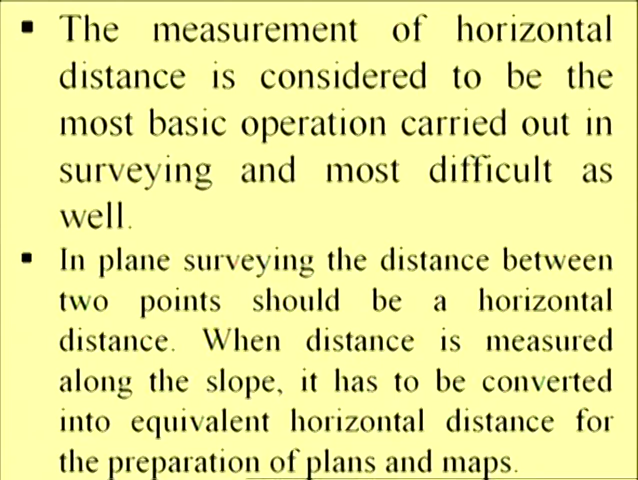 ▪ The measurement of horizontal
distance is considered to be the
most basic operation carried out in
surveying and most difficult as
well.
▪ In plane surveying the distance between
two points should be a horizontal
distance. When distance is measured
along the slope, it has to be converted
into equivalent horizontal distance for
the preparation of plans and maps.